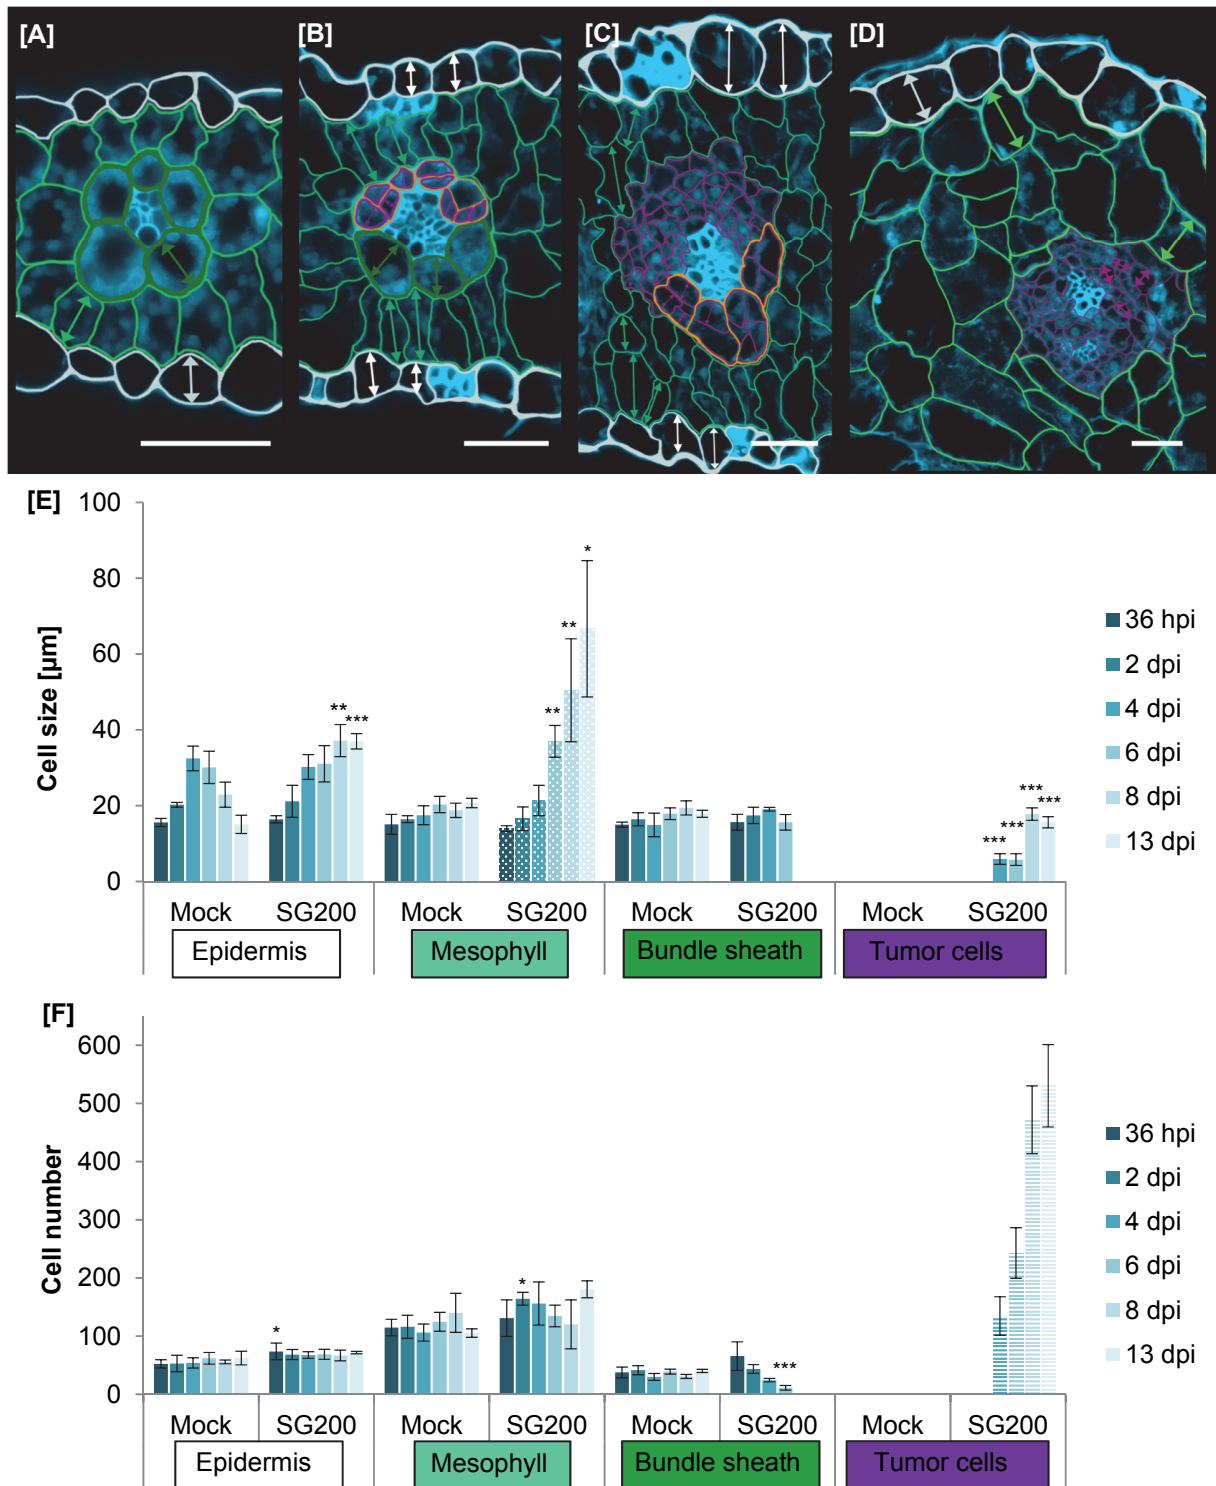 [A] [B] [C] [D]
[E]
Cell size [µm]
100
80
60
40
20
0
** ***
** ** *
*** *** *** ***
36 hpi
2 dpi
4 dpi
6 dpi
8 dpi
13 dpi
Mock SG200 Mock SG200 Mock SG200 Mock SG200
Epidermis Mesophyll Bundle sheath Tumor cells
[F]
Cell number
600
500
400
300
200
100
0
* * ***
36 hpi
2 dpi
4 dpi
6 dpi
8 dpi
13 dpi
Mock SG200 Mock SG200 Mock SG200 Mock SG200
Epidermis Mesophyll Bundle sheath Tumor cells